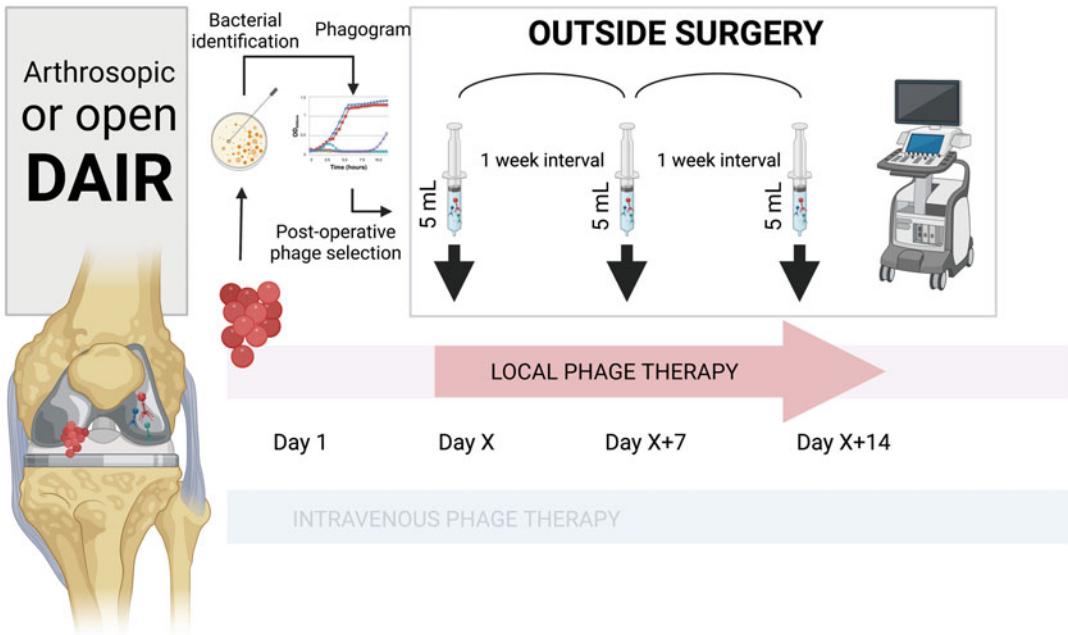 Arthrosopic
or open
DAIR
Bacterial
identification
Phagogram
Time (hours)
Post-operative
phage selection
OUTSIDE SURGERY
5 mL
1 week interval
5 mL
1 week interval
5 mL
LOCAL PHAGE THERAPY
Day 1
Day X
Day X+7
Day X+14
INTRAVENOUS PHAGE THERAPY